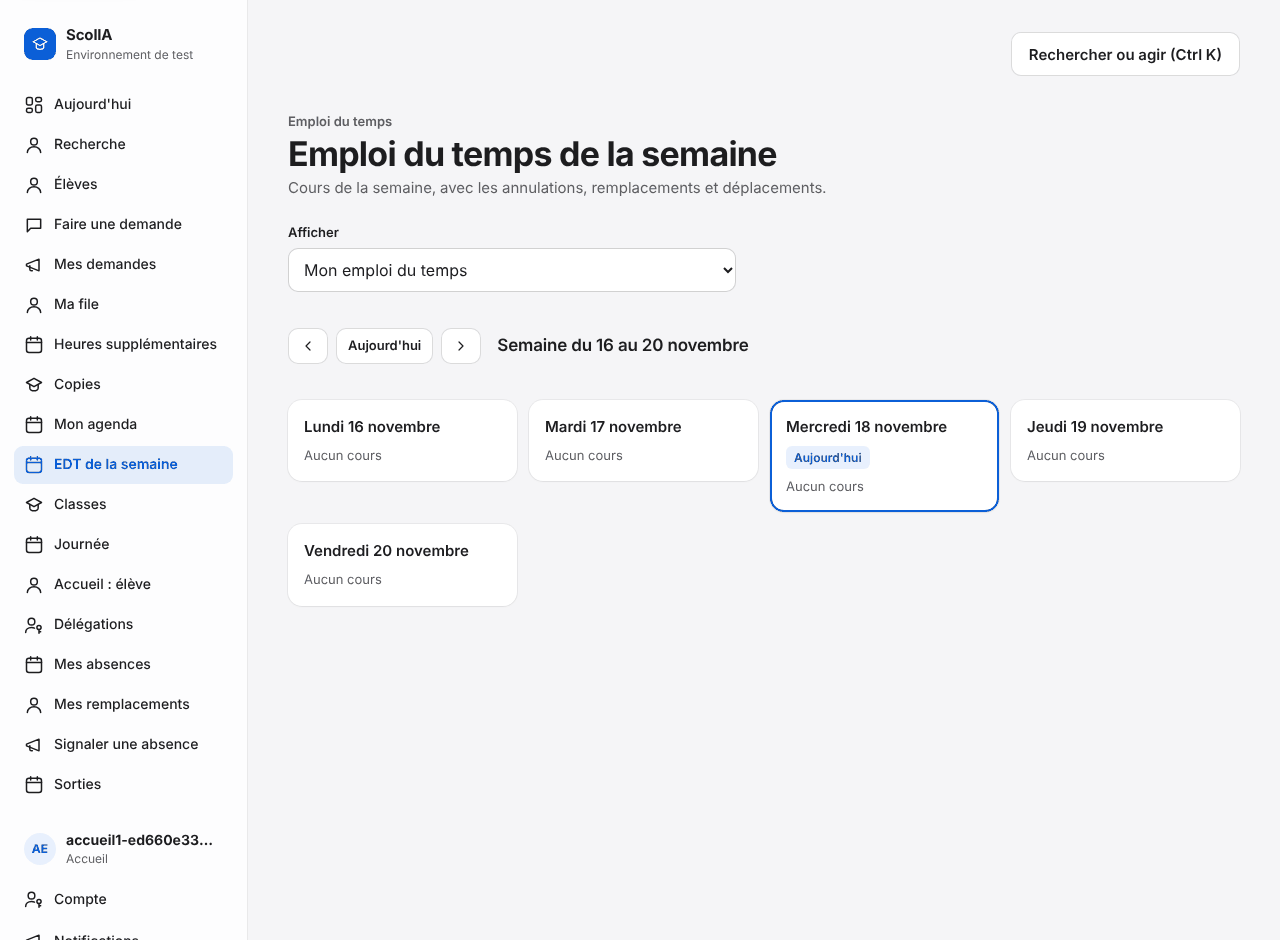 ScolIA
Environnement de test
Aujourd'hui
Recherche
Élèves
Faire une demande
Mes demandes
Ma file
Heures supplémentaires
Copies
Mon agenda
EDT de la semaine
Classes
Journée
Accueil : élève
Délégations
Mes absences
Mes remplacements
Signaler une absence
Sorties
AE
accueil1-ed660e33...
Accueil
Compte
Notifications
Rechercher ou agir (Ctrl K)
Emploi du temps
Emploi du temps de la semaine
Cours de la semaine, avec les annulations, remplacements et déplacements.
Afficher
Mon emploi du temps
Aujourd'hui
Semaine du 16 au 20 novembre
Lundi 16 novembre
Aucun cours
Mardi 17 novembre
Aucun cours
Mercredi 18 novembre
Aujourd'hui
Aucun cours
Jeudi 19 novembre
Aucun cours
Vendredi 20 novembre
Aucun cours